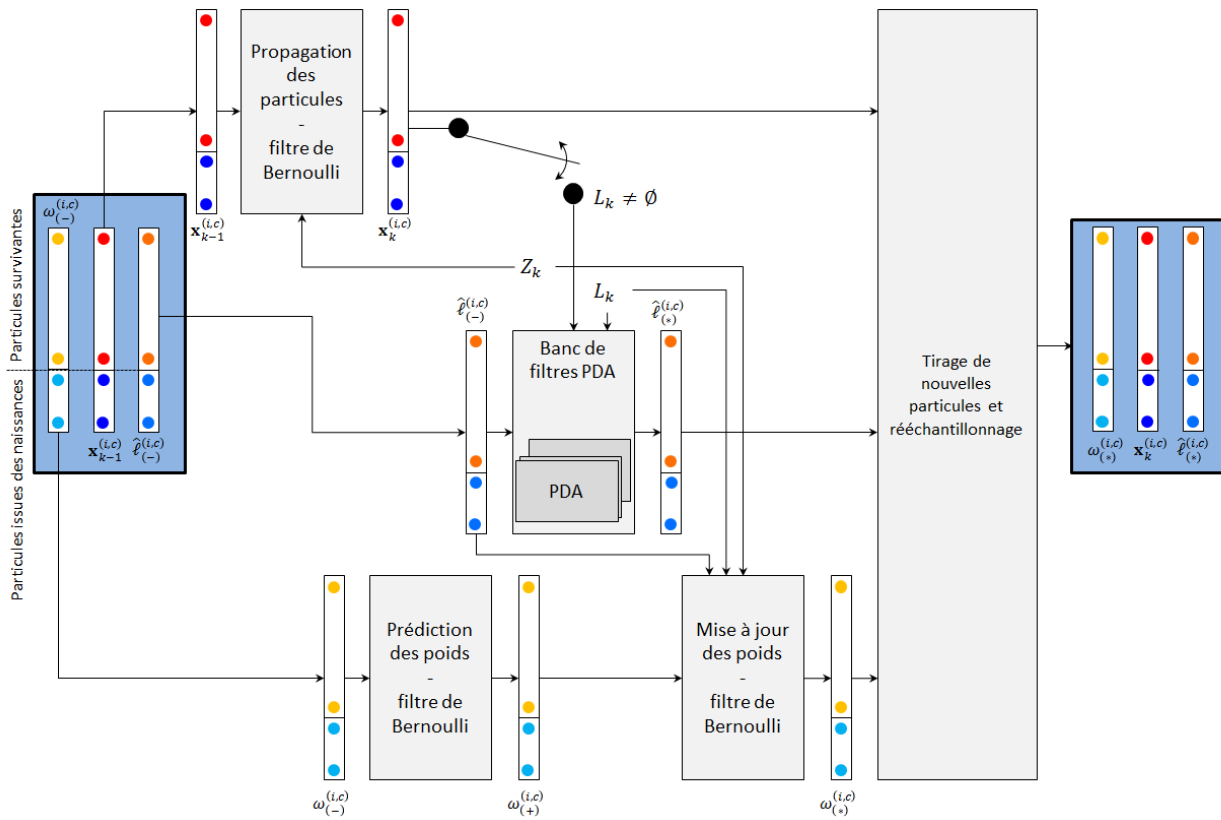 Propagation
des
particules
-
filtre de
Bernoulli
𝐱_{k-1}^{(i,c)}
𝐱_k^{(i,c)}
L_k ≠ ∅
Z_k
L_k
Particules survivantes
Particules issues des naissances
ω_{(-)}^{(i,c)}
𝐱_{k-1}^{(i,c)}
ℓ̂_{(-)}^{(i,c)}
ℓ̂_{(-)}^{(i,c)}
Banc de
filtres PDA
PDA
ℓ̂_{(*)}^{(i,c)}
Prédiction
des poids
-
filtre de
Bernoulli
ω_{(-)}^{(i,c)}
ω_{(+)}^{(i,c)}
Mise à jour
des poids
-
filtre de
Bernoulli
ω_{(*)}^{(i,c)}
Tirage de
nouvelles
particules et
rééchantillonnage
ω_{(*)}^{(i,c)}
𝐱_k^{(i,c)}
ℓ̂_{(*)}^{(i,c)}